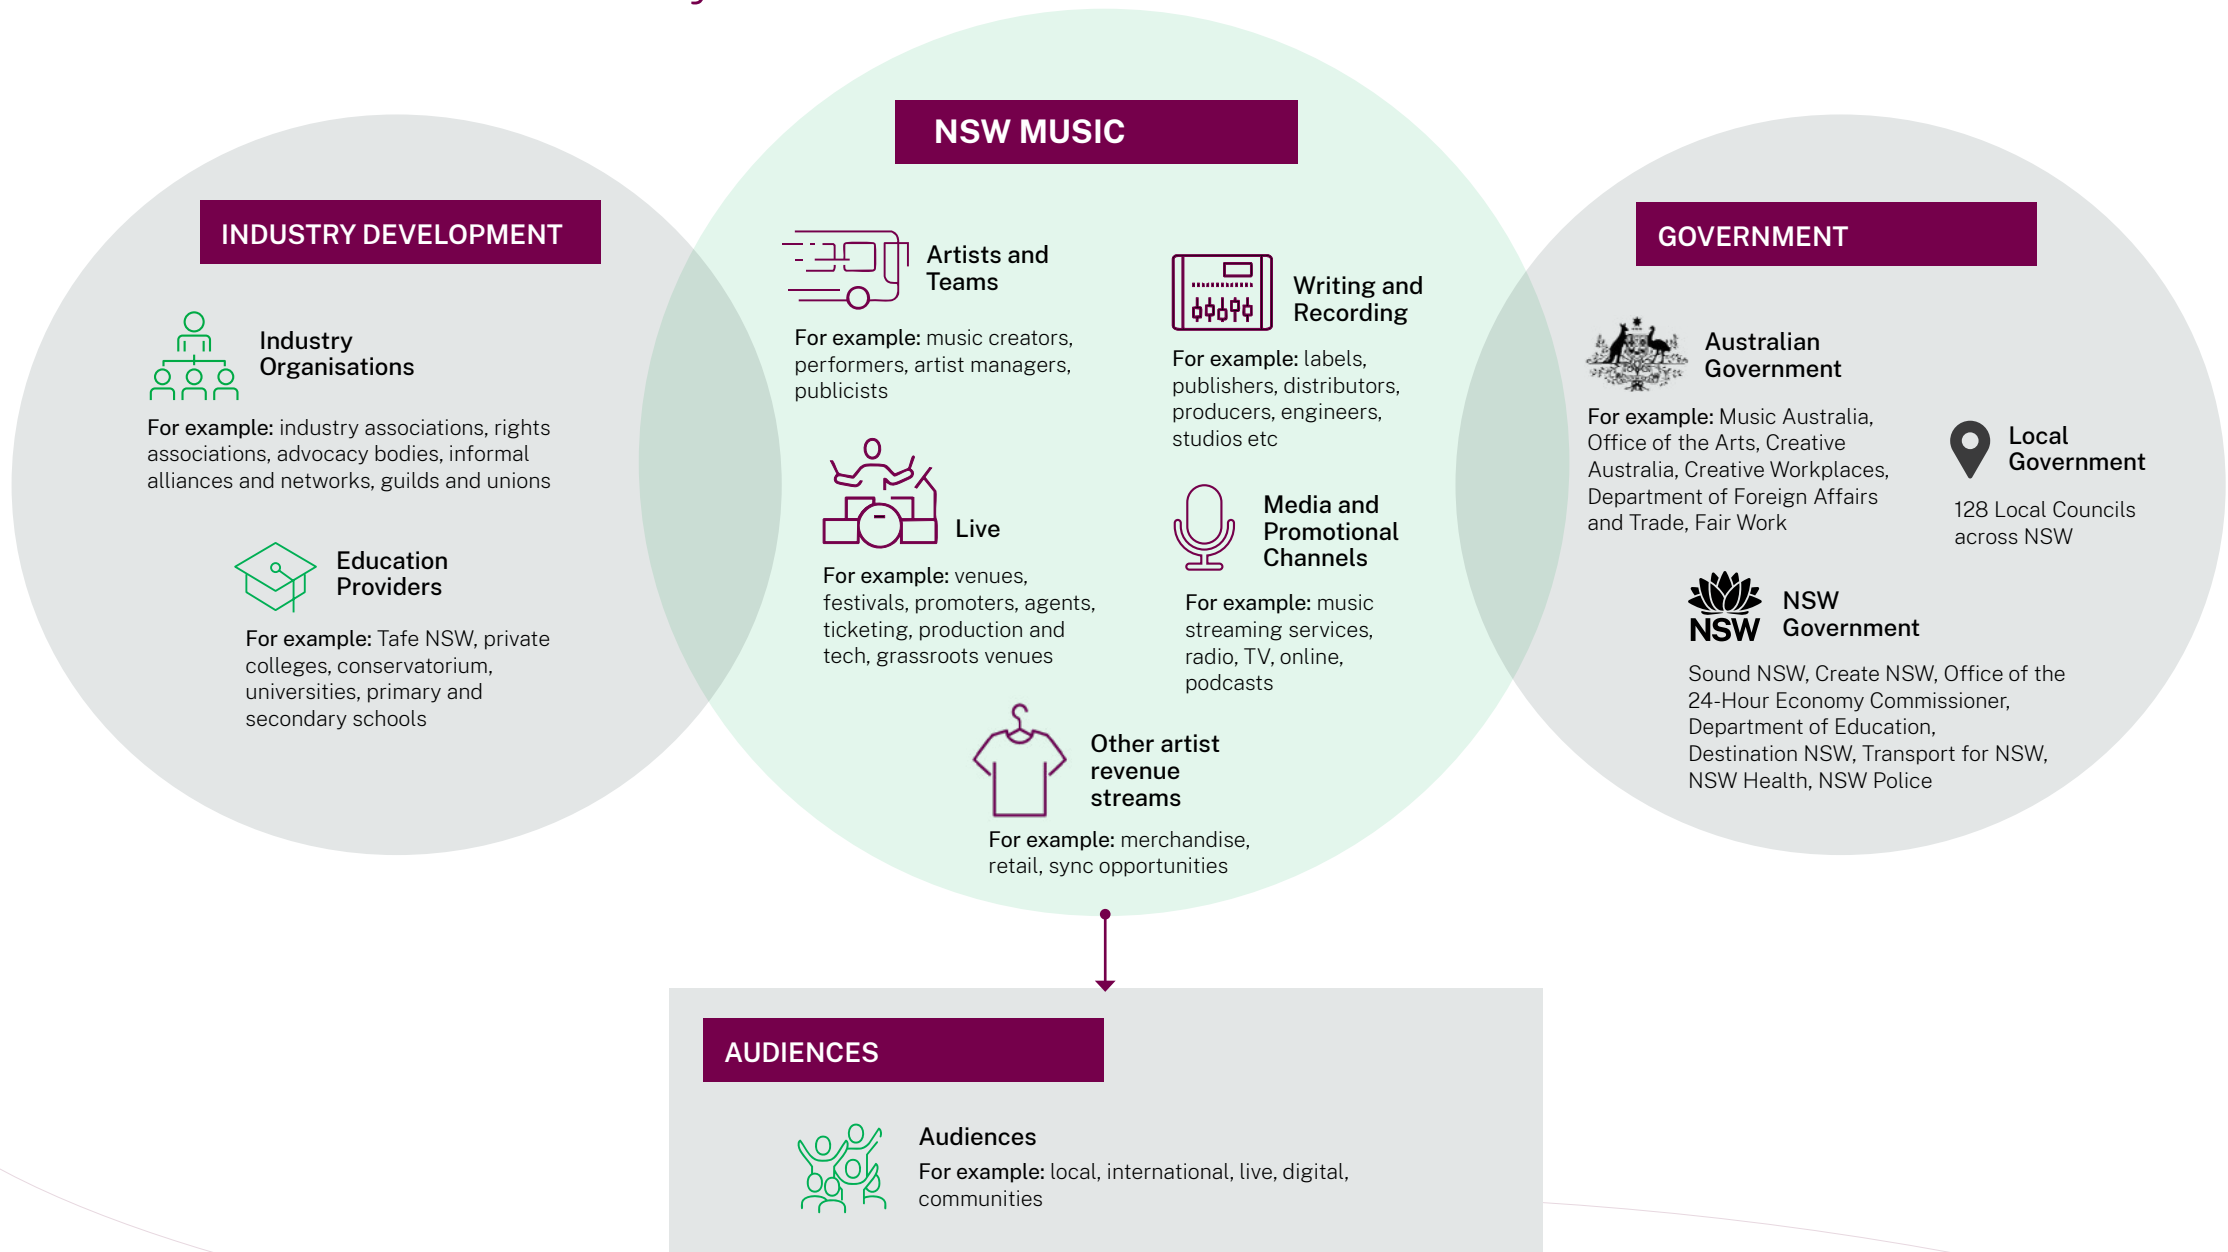 NSW MUSIC
INDUSTRY DEVELOPMENT
Industry
Organisations
For example: industry associations, rights
associations, advocacy bodies, informal
alliances and networks, guilds and unions
Education
Providers
For example: Tafe NSW, private
colleges, conservatorium,
universities, primary and
secondary schools
Artists and
Teams
For example: music creators,
performers, artist managers,
publicists
Writing and
Recording
For example: labels,
publishers, distributors,
producers, engineers,
studios etc
Live
For example: venues,
festivals, promoters, agents,
ticketing, production and
tech, grassroots venues
Media and
Promotional
Channels
For example: music
streaming services,
radio, TV, online,
podcasts
Other artist
revenue
streams
For example: merchandise,
retail, sync opportunities
GOVERNMENT
Australian
Government
For example: Music Australia,
Office of the Arts, Creative
Australia, Creative Workplaces,
Department of Foreign Affairs
and Trade, Fair Work
Local
Government
128 Local Councils
across NSW
NSW
NSW
Government
Sound NSW, Create NSW, Office of the
24-Hour Economy Commissioner,
Department of Education,
Destination NSW, Transport for NSW,
NSW Health, NSW Police
AUDIENCES
Audiences
For example: local, international, live, digital,
communities